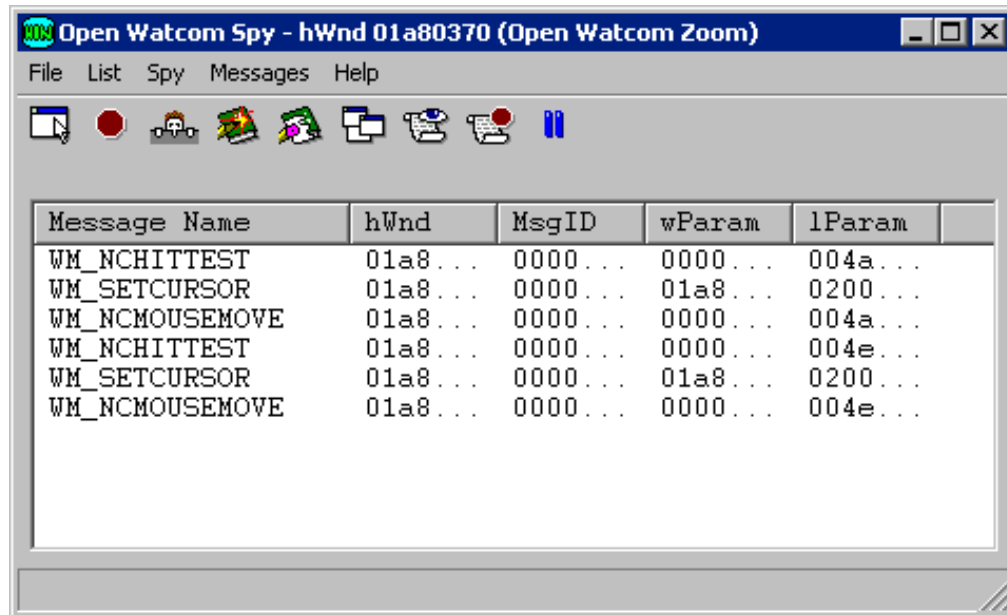 Open Watcom Spy - hWnd 01a80370 (Open Watcom Zoom)
File List Spy Messages Help
Message Name hWnd MsgID wParam lParam
WM_NCHITTEST 01a8... 0000... 0000... 004a...
WM_SETCURSOR 01a8... 0000... 01a8... 0200...
WM_NCMOUSEMOVE 01a8... 0000... 0000... 004a...
WM_NCHITTEST 01a8... 0000... 0000... 004e...
WM_SETCURSOR 01a8... 0000... 01a8... 0200...
WM_NCMOUSEMOVE 01a8... 0000... 0000... 004e...